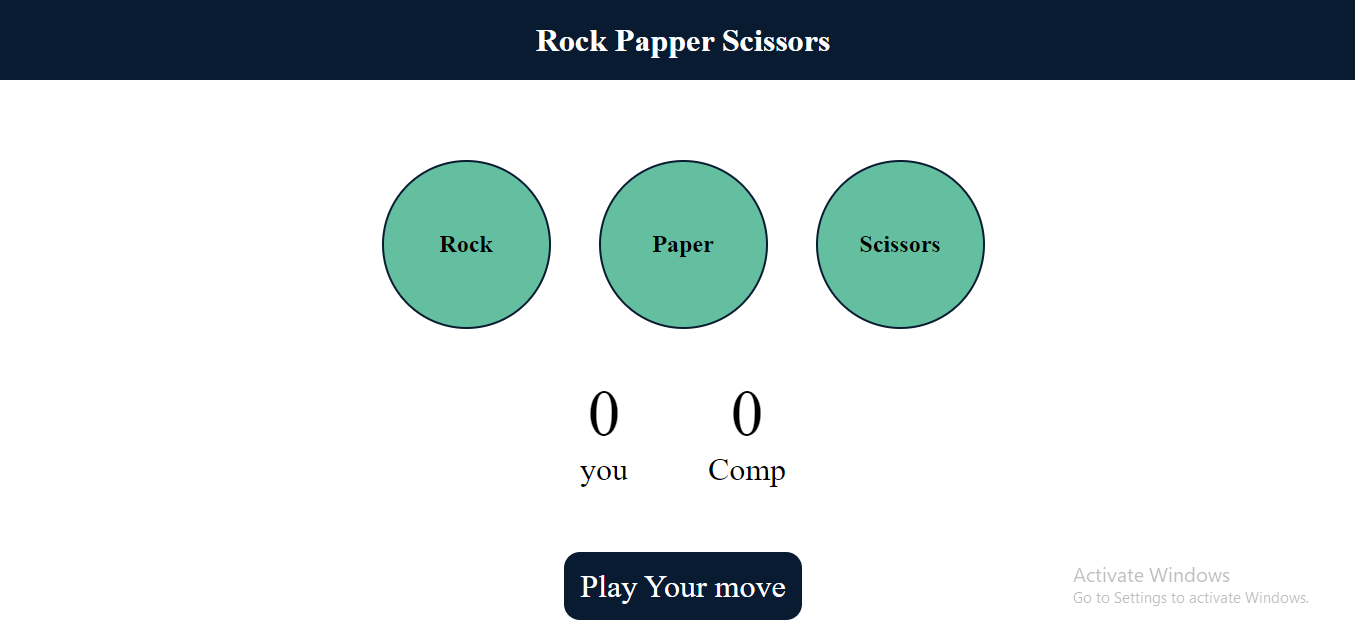 Rock Papper Scissors
Rock Paper Scissors
0 0
you Comp
Play Your move
Activate Windows
Go to Settings to activate Windows.